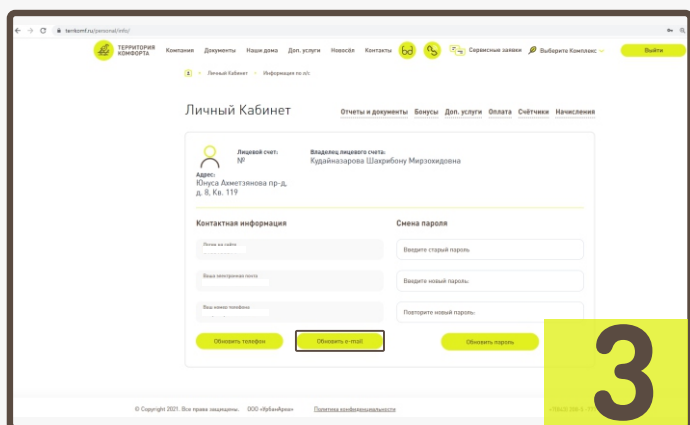 terrkomf.ru/personal/info/
ТЕРРИТОРИЯ
КОМФОРТА
Компания Документы Наши дома Доп. услуги Новосёл Контакты Сервисные заявки Выберите Комплекс Выйти
Личный Кабинет Информация по л/с
Личный Кабинет
Отчеты и документы Бонусы Доп. услуги Оплата Счётчики Начисления
Лицевой счет:
№
Владелец лицевого счета:
Кудайназарова Шахрибону Мирзохидовна
Адрес:
Юнуса Ахметзянова пр-д,
д. 8, Кв. 119
Контактная информация
Смена пароля
Логин на сайте
Введите старый пароль
Ваша электронная почта
Введите новый пароль:
Ваш номер телефона
Повторите новый пароль:
Обновить телефон
Обновить e-mail
Обновить пароль
3
© Copyright 2021. Все права защищены. ООО «УрбанАрка» Политика конфиденциальности